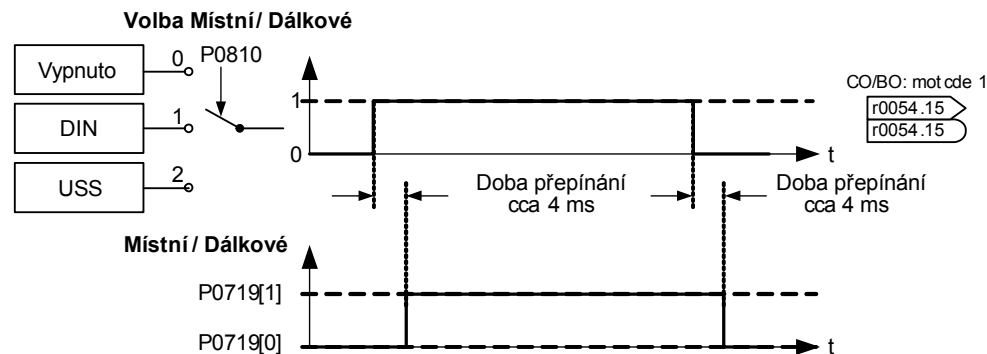 Volba Místní / Dálkové
Vypnuto
0
P0810
DIN
1
USS
2
1
0
t
CO/BO: mot cde 1
r0054.15
r0054.15
Doba přepínání
cca 4 ms
Doba přepínání
cca 4 ms
Místní / Dálkové
P0719[1]
P0719[0]
t